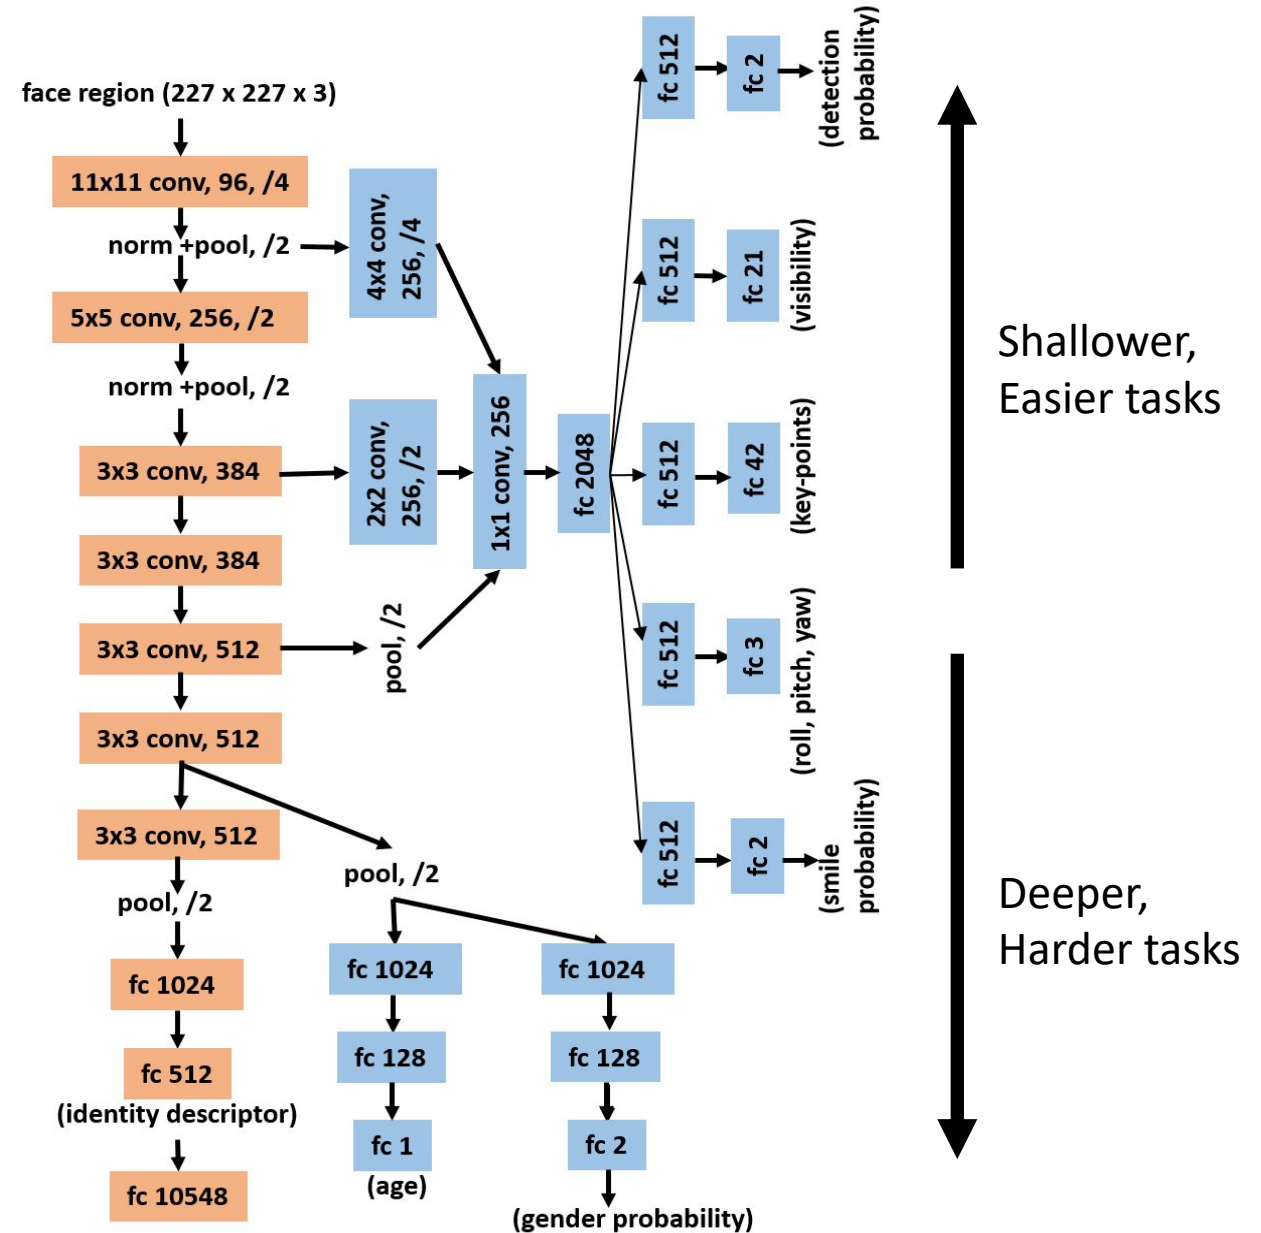 face region (227 x 227 x 3)
11x11 conv, 96, /4
norm +pool, /2
5x5 conv, 256, /2
norm +pool, /2
3x3 conv, 384
3x3 conv, 384
3x3 conv, 512
3x3 conv, 512
3x3 conv, 512
pool, /2
fc 1024
fc 512
(identity descriptor)
fc 10548
4x4 conv,
256, /4
2x2 conv,
256, /2
pool, /2
1x1 conv, 256
fc 2048
fc 512
fc 2
(detection
probability)
fc 512
fc 21
(visibility)
fc 512
fc 42
(key-points)
fc 512
fc 3
(roll, pitch, yaw)
fc 512
fc 2
(smile
probability)
pool, /2
fc 1024
fc 128
fc 1
(age)
fc 1024
fc 128
fc 2
(gender probability)
Shallower,
Easier tasks
Deeper,
Harder tasks